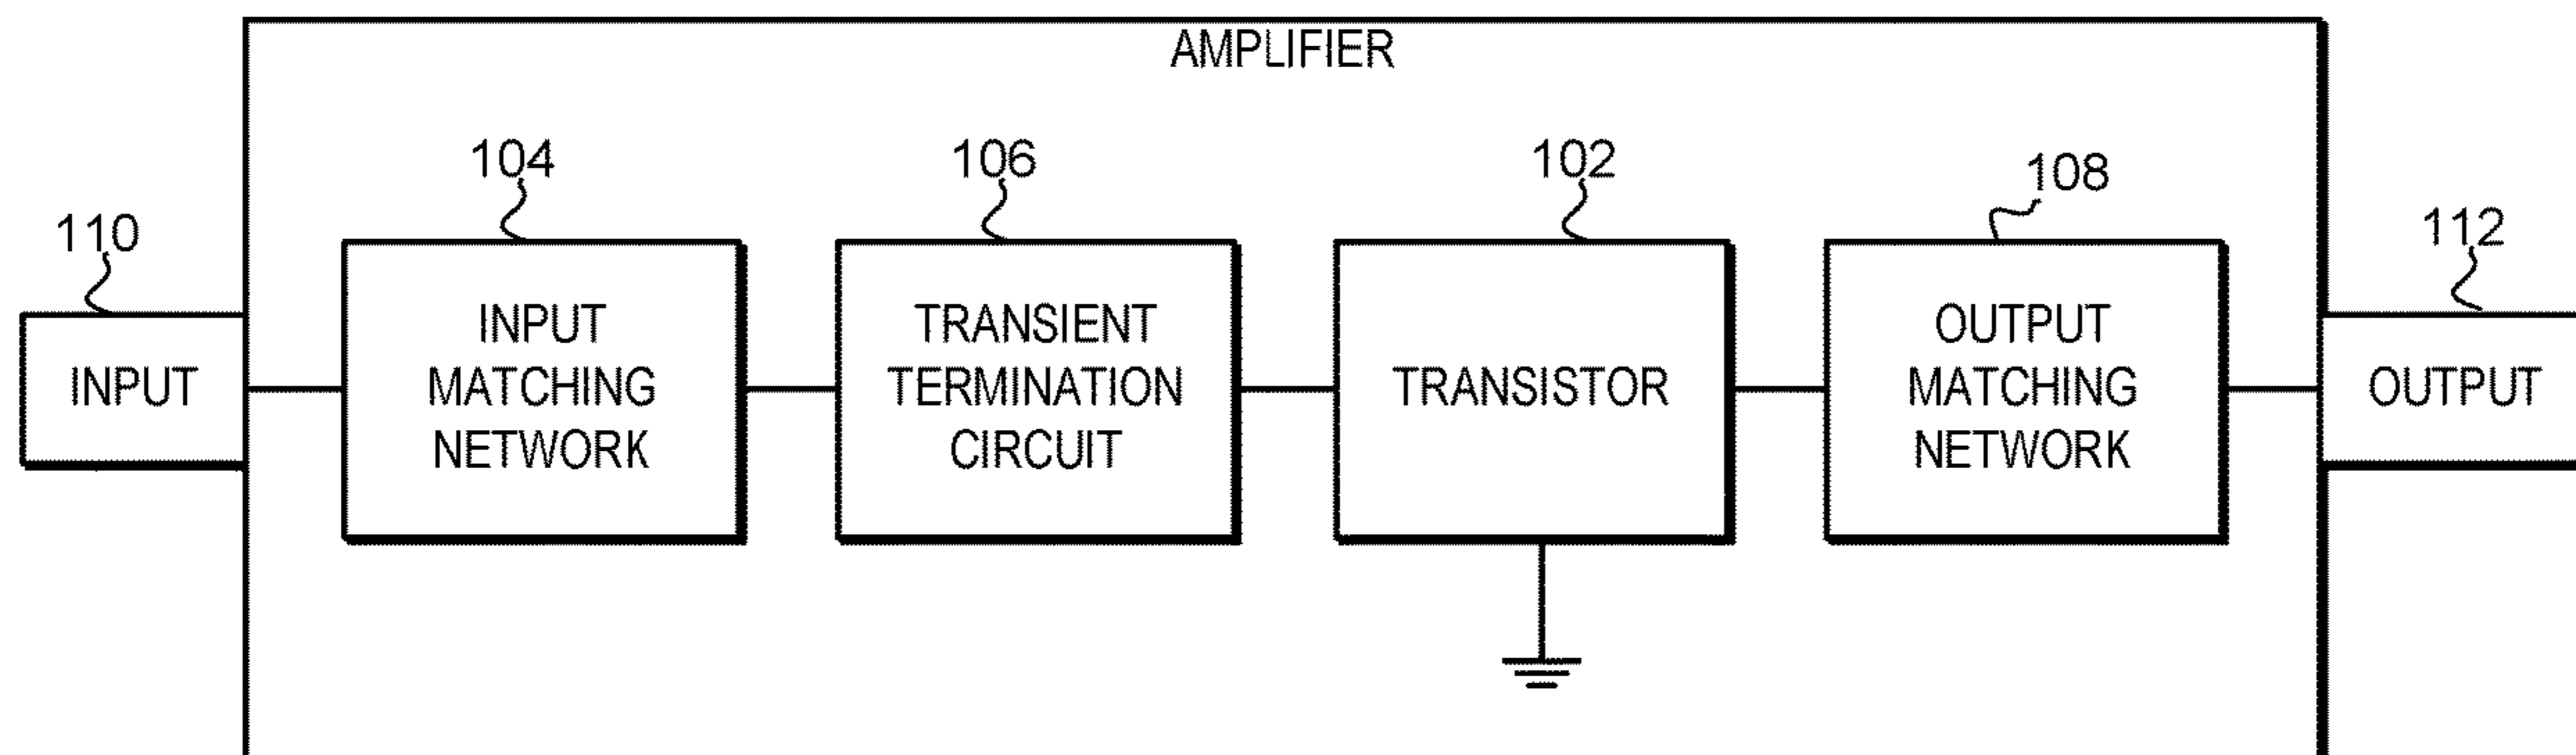 AMPLIFIER
104
106
102
108
110
112
INPUT
INPUT
MATCHING
NETWORK
TRANSIENT
TERMINATION
CIRCUIT
TRANSISTOR
OUTPUT
MATCHING
NETWORK
OUTPUT